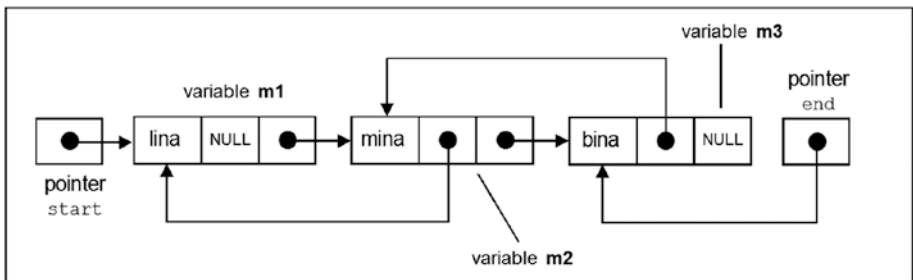 variable m3
variable m1
pointer
end
lina NULL
mina
bina NULL
pointer
start
variable m2